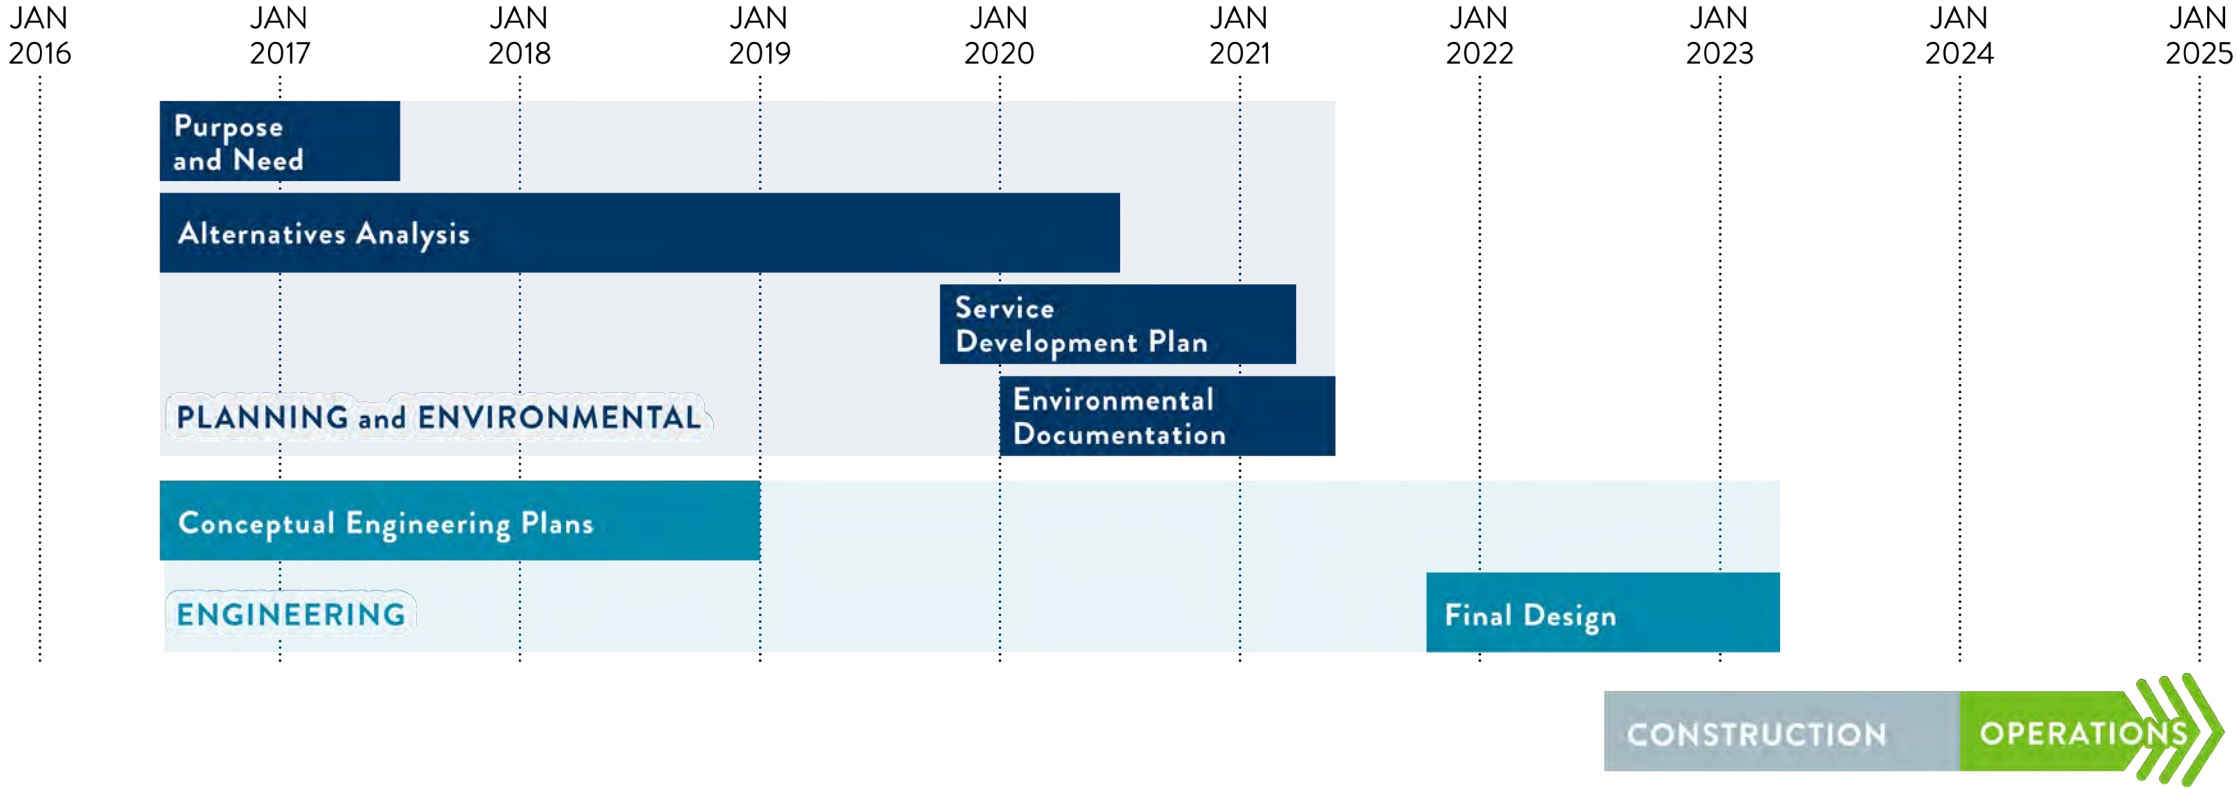 JAN JAN JAN JAN JAN JAN JAN JAN JAN JAN
2016 2017 2018 2019 2020 2021 2022 2023 2024 2025
Purpose
and Need
Alternatives Analysis
Service
Development Plan
Environmental
Documentation
PLANNING and ENVIRONMENTAL
Conceptual Engineering Plans
ENGINEERING
Final Design
CONSTRUCTION
OPERATIONS